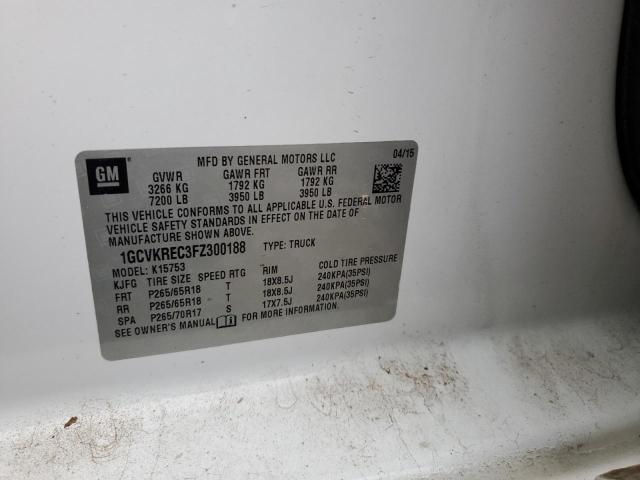 GM
MFD BY GENERAL MOTORS LLC
04/15
GVWR GAWR FRT GAWR RR
3266 KG 1792 KG 1792 KG
7200 LB 3950 LB 3950 LB
THIS VEHICLE CONFORMS TO ALL APPLICABLE U.S. FEDERAL MOTOR
VEHICLE SAFETY STANDARDS IN EFFECT ON THE DATE OF
MANUFACTURE SHOWN ABOVE.
1GCVKREC3FZ300188 TYPE: TRUCK
MODEL: K15753
KJFG TIRE SIZE SPEED RTG RIM COLD TIRE PRESSURE
FRT P265/65R18 T 18X8.5J 240KPA(35PSI)
RR P265/65R18 T 18X8.5J 240KPA(35PSI)
SPA P265/70R17 S 17X7.5J 240KPA(35PSI)
SEE OWNER'S MANUAL FOR MORE INFORMATION.